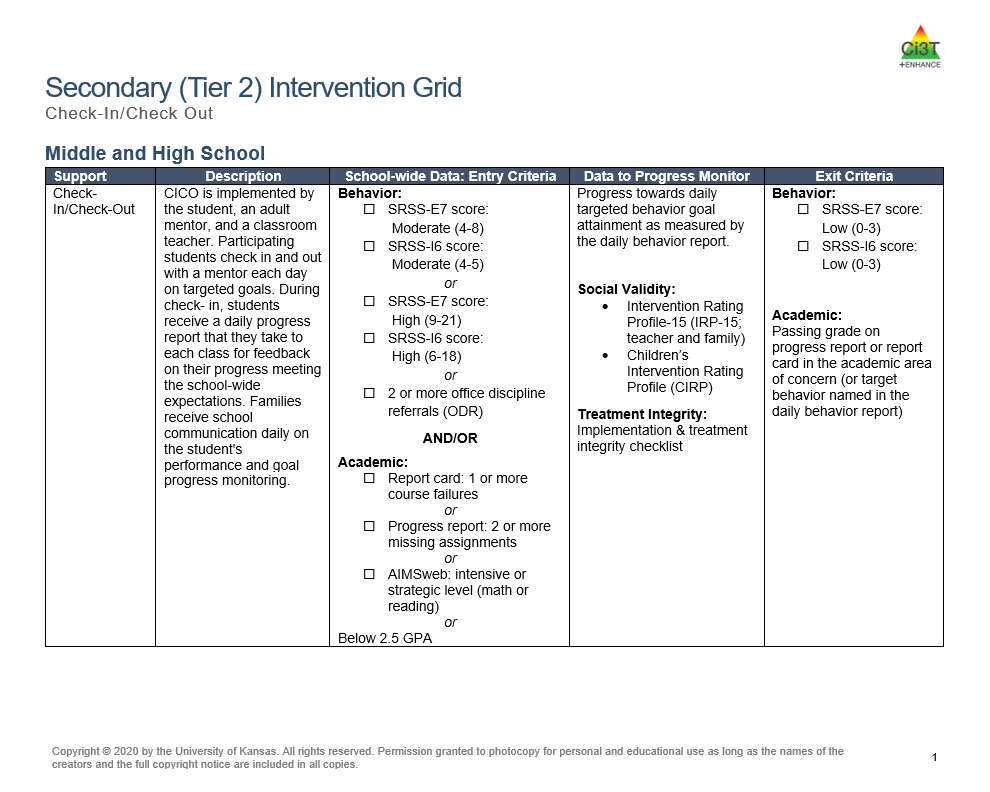 Ci3T
+ENHANCE
Secondary (Tier 2) Intervention Grid
Check-In/Check Out
Middle and High School
Support
Description
School-wide Data: Entry Criteria
Data to Progress Monitor
Exit Criteria
Check-
In/Check-Out
CICO is implemented by
the student, an adult
mentor, and a classroom
teacher. Participating
students check in and out
with a mentor each day
on targeted goals. During
check- in, students
receive a daily progress
report that they take to
each class for feedback
on their progress meeting
the school-wide
expectations. Families
receive school
communication daily on
the student's
performance and goal
progress monitoring.
Behavior:
☐ SRSS-E7 score:
Moderate (4-8)
☐ SRSS-I6 score:
Moderate (4-5)
or
☐ SRSS-E7 score:
High (9-21)
☐ SRSS-I6 score:
High (6-18)
or
☐ 2 or more office discipline
referrals (ODR)
AND/OR
Academic:
☐ Report card: 1 or more
course failures
or
☐ Progress report: 2 or more
missing assignments
or
☐ AIMSweb: intensive or
strategic level (math or
reading)
or
Below 2.5 GPA
Progress towards daily
targeted behavior goal
attainment as measured by
the daily behavior report.
Social Validity:
• Intervention Rating
Profile-15 (IRP-15;
teacher and family)
• Children’s
Intervention Rating
Profile (CIRP)
Treatment Integrity:
Implementation & treatment
integrity checklist
Behavior:
☐ SRSS-E7 score:
Low (0-3)
☐ SRSS-I6 score:
Low (0-3)
Academic:
Passing grade on
progress report or report
card in the academic area
of concern (or target
behavior named in the
daily behavior report)
Copyright © 2020 by the University of Kansas. All rights reserved. Permission granted to photocopy for personal and educational use as long as the names of the
creators and the full copyright notice are included in all copies.
1